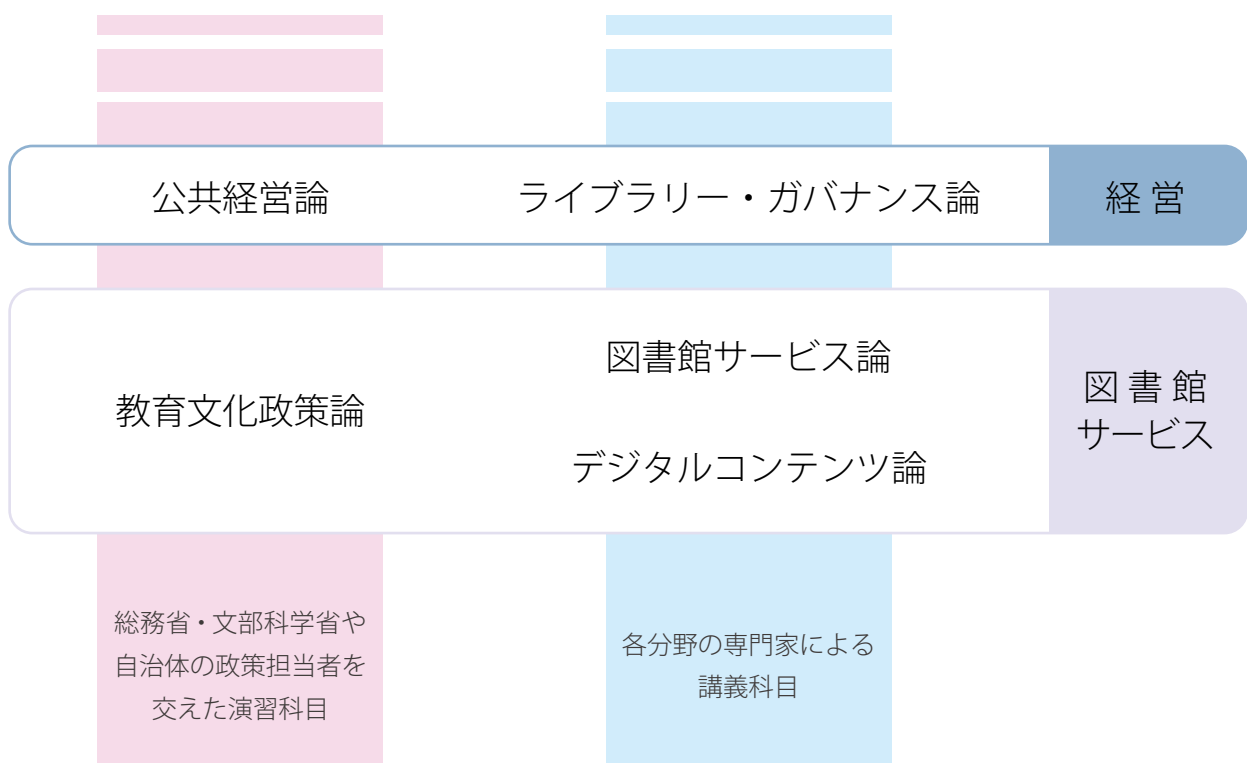 公共経営論
ライブラリー・ガバナンス論
経 営
教育文化政策論
図書館サービス論
デジタルコンテンツ論
図 書 館
サービス
総務省・文部科学省や
自治体の政策担当者を
交えた演習科目
各分野の専門家による
講義科目